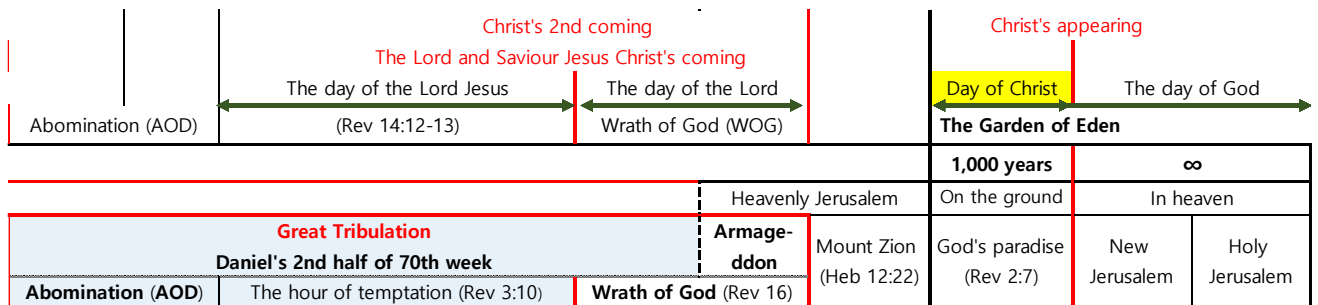 Christ's 2nd coming
Christ's appearing
The Lord and Saviour Jesus Christ's coming
The day of the Lord Jesus
The day of the Lord
Day of Christ
The day of God
Abomination (AOD)
(Rev 14:12-13)
Wrath of God (WOG)
The Garden of Eden
1,000 years
∞
Heavenly Jerusalem
On the ground
In heaven
Great Tribulation
Daniel's 2nd half of 70th week
Armage-
ddon
Mount Zion
(Heb 12:22)
God's paradise
(Rev 2:7)
New
Jerusalem
Holy
Jerusalem
Abomination (AOD)
The hour of temptation (Rev 3:10)
Wrath of God (Rev 16)